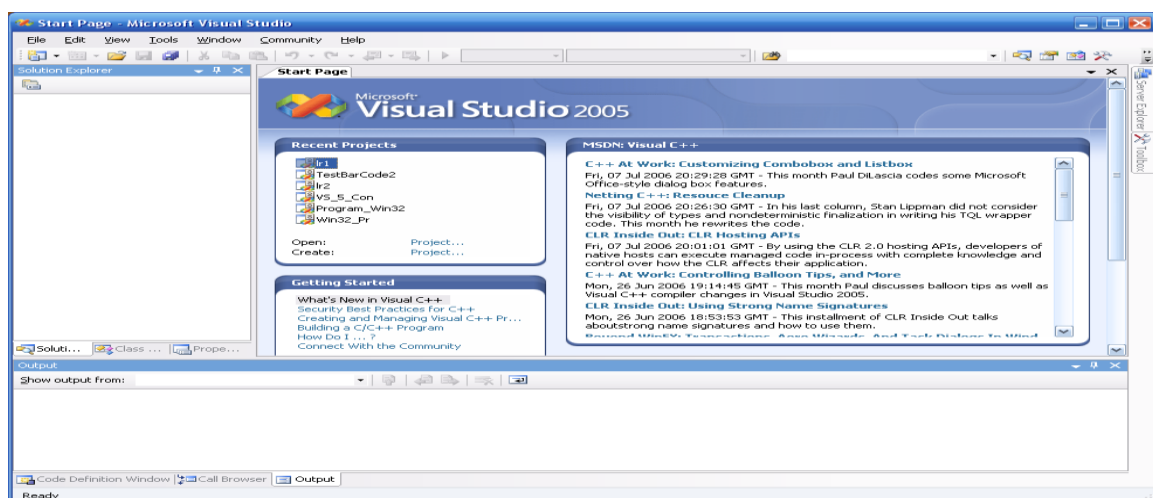 Start Page - Microsoft Visual Studio
File Edit View Tools Window Community Help
Solution Explorer
Start Page
Microsoft
Visual Studio 2005
Recent Projects
lr1
TestBarCode2
lr2
VS_5_Con
Program_Win32
Win32_Pr
Open: Project...
Create: Project...
Getting Started
What's New in Visual C++
Security Best Practices for C++
Creating and Managing Visual C++ Pr...
Building a C/C++ Program
How Do I ... ?
Connect With the Community
MSDN: Visual C++
C++ At Work: Customizing Combobox and Listbox
Fri, 07 Jul 2006 20:29:28 GMT - This month Paul DiLascia codes some Microsoft
Office-style dialog box features.
Netting C++: Resouce Cleanup
Fri, 07 Jul 2006 20:26:30 GMT - In his last column, Stan Lippman did not consider
the visibility of types and nondeterministic finalization in writing his TQL wrapper
code. This month he rewrites the code.
CLR Inside Out: CLR Hosting APIs
Fri, 07 Jul 2006 20:01:01 GMT - By using the CLR 2.0 hosting APIs, developers of
native hosts can execute managed code in-process with complete knowledge and
control over how the CLR affects their application.
C++ At Work: Controlling Balloon Tips, and More
Mon, 26 Jun 2006 19:14:45 GMT - This month Paul discusses balloon tips as well as
Visual C++ compiler changes in Visual Studio 2005.
CLR Inside Out: Using Strong Name Signatures
Mon, 26 Jun 2006 18:53:53 GMT - This installment of CLR Inside Out talks
aboutstrong name signatures and how to use them.
Beyond WinFX: Transactions, Aero Wizards, And Task Dialogs In Wind
Server Explorer
Toolbox
Soluti... Class ... Prope...
Output
Show output from:
Code Definition Window Call Browser Output
Ready